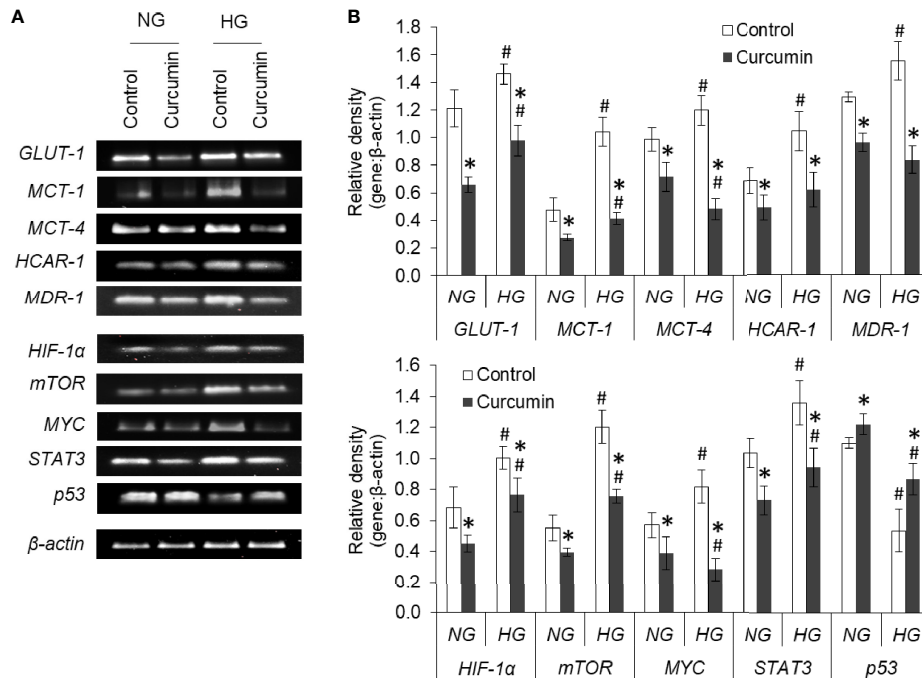 A
NG HG
Control Curcumin Control Curcumin
GLUT-1
MCT-1
MCT-4
HCAR-1
MDR-1
HIF-1α
mTOR
MYC
STAT3
p53
β-actin
B
Relative density
(gene:β-actin)
1.8
1.6
1.4
1.2
1.0
0.8
0.6
0.4
0.2
0.0
Control
Curcumin
* # * # * # * # * # * # * # * * # *
NG HG NG HG NG HG NG HG NG HG
GLUT-1 MCT-1 MCT-4 HCAR-1 MDR-1
Relative density
(gene:β-actin)
1.8
1.6
1.4
1.2
1.0
0.8
0.6
0.4
0.2
0.0
Control
Curcumin
* # * # * # * # * # * # * # * # * # * #
NG HG NG HG NG HG NG HG NG HG
HIF-1α mTOR MYC STAT3 p53